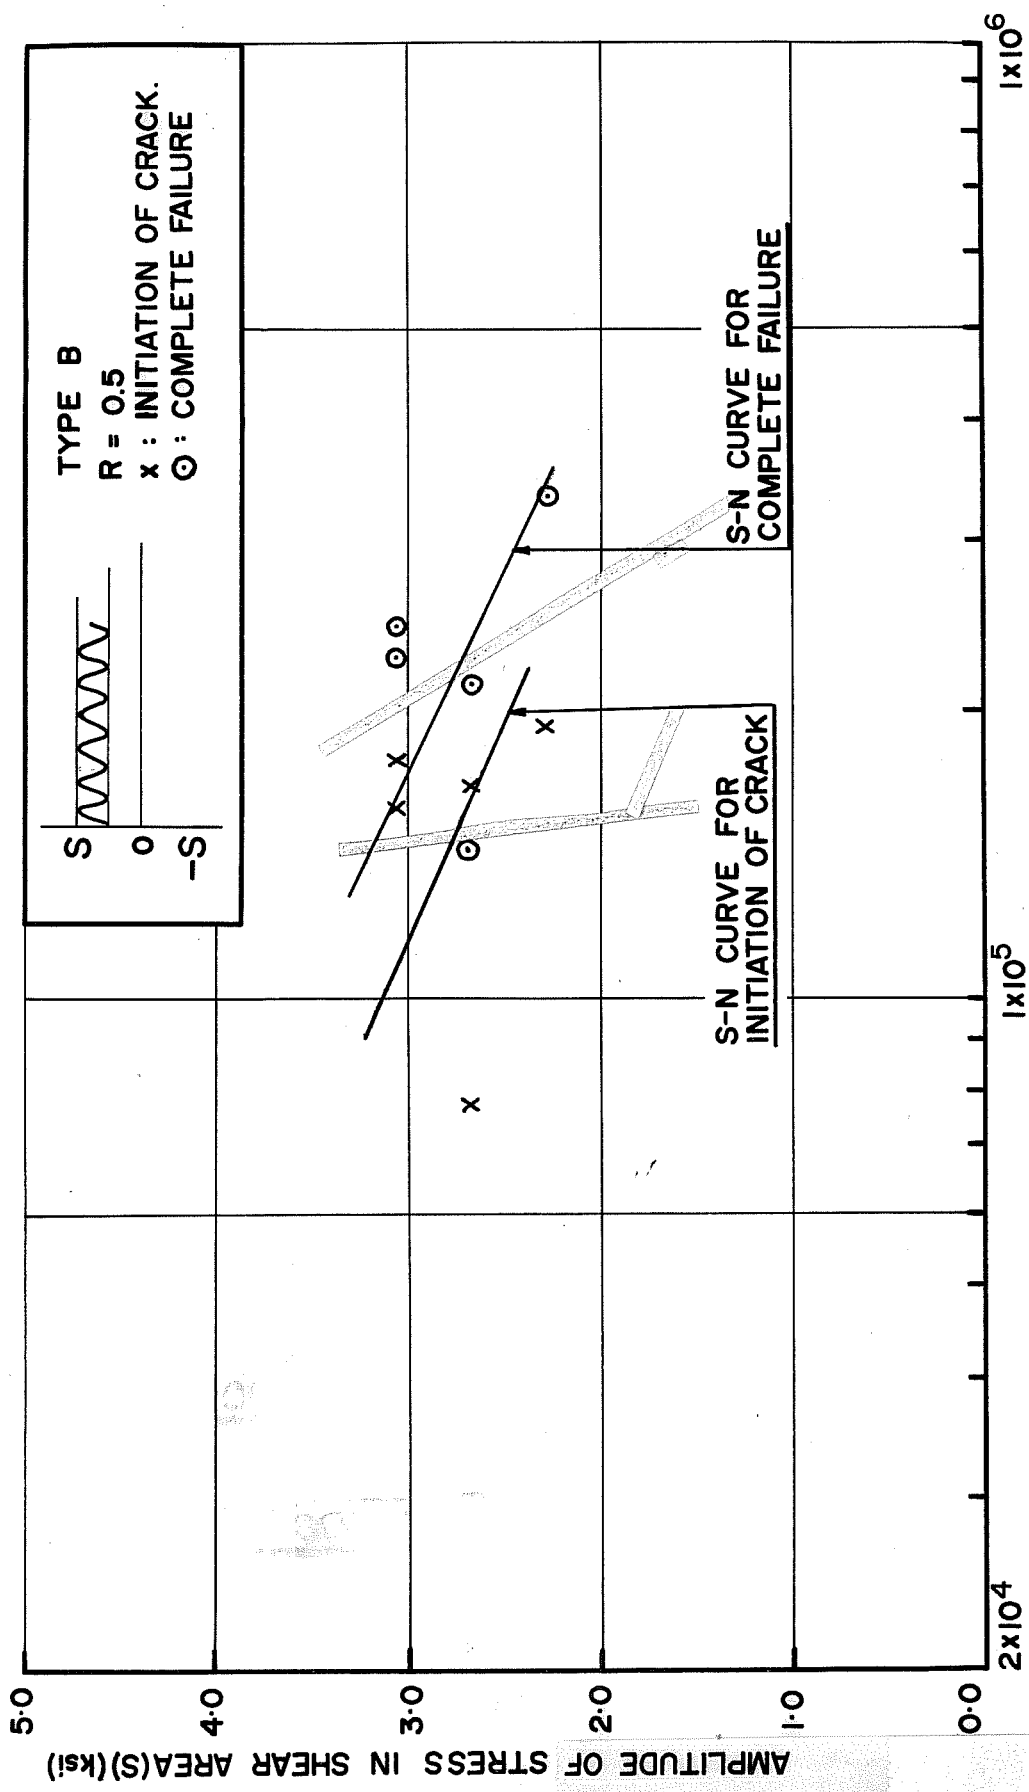 AMPLITUDE OF STRESS IN SHEAR AREA(S)(ksi)
5.0
4.0
3.0
2.0
1.0
0.0
S
0
-S
TYPE B
R = 0.5
x : INITIATION OF CRACK.
⊙ : COMPLETE FAILURE
S-N CURVE FOR
INITIATION OF CRACK
S-N CURVE FOR
COMPLETE FAILURE
2x10⁴
1x10⁵
1x10⁶